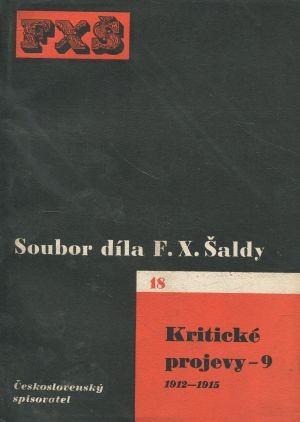 FXŠ
Soubor díla F. X. Šaldy
18
Kritické
projevy – 9
1912—1915
Československý
spisovatel